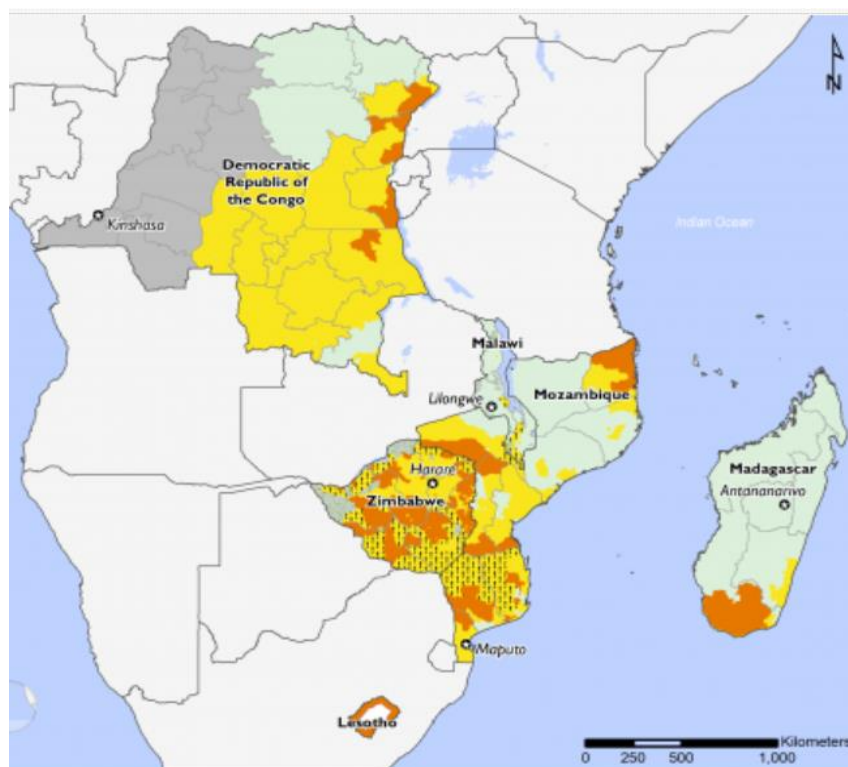 N
Democratic
Republic of
the Congo
Kinshasa
Indian Ocean
Malawi
Lilongwe
Mozambique
Harare
Zimbabwe
Madagascar
Antananarivo
Maputo
Lesotho
Kilometers
0 250 500 1,000